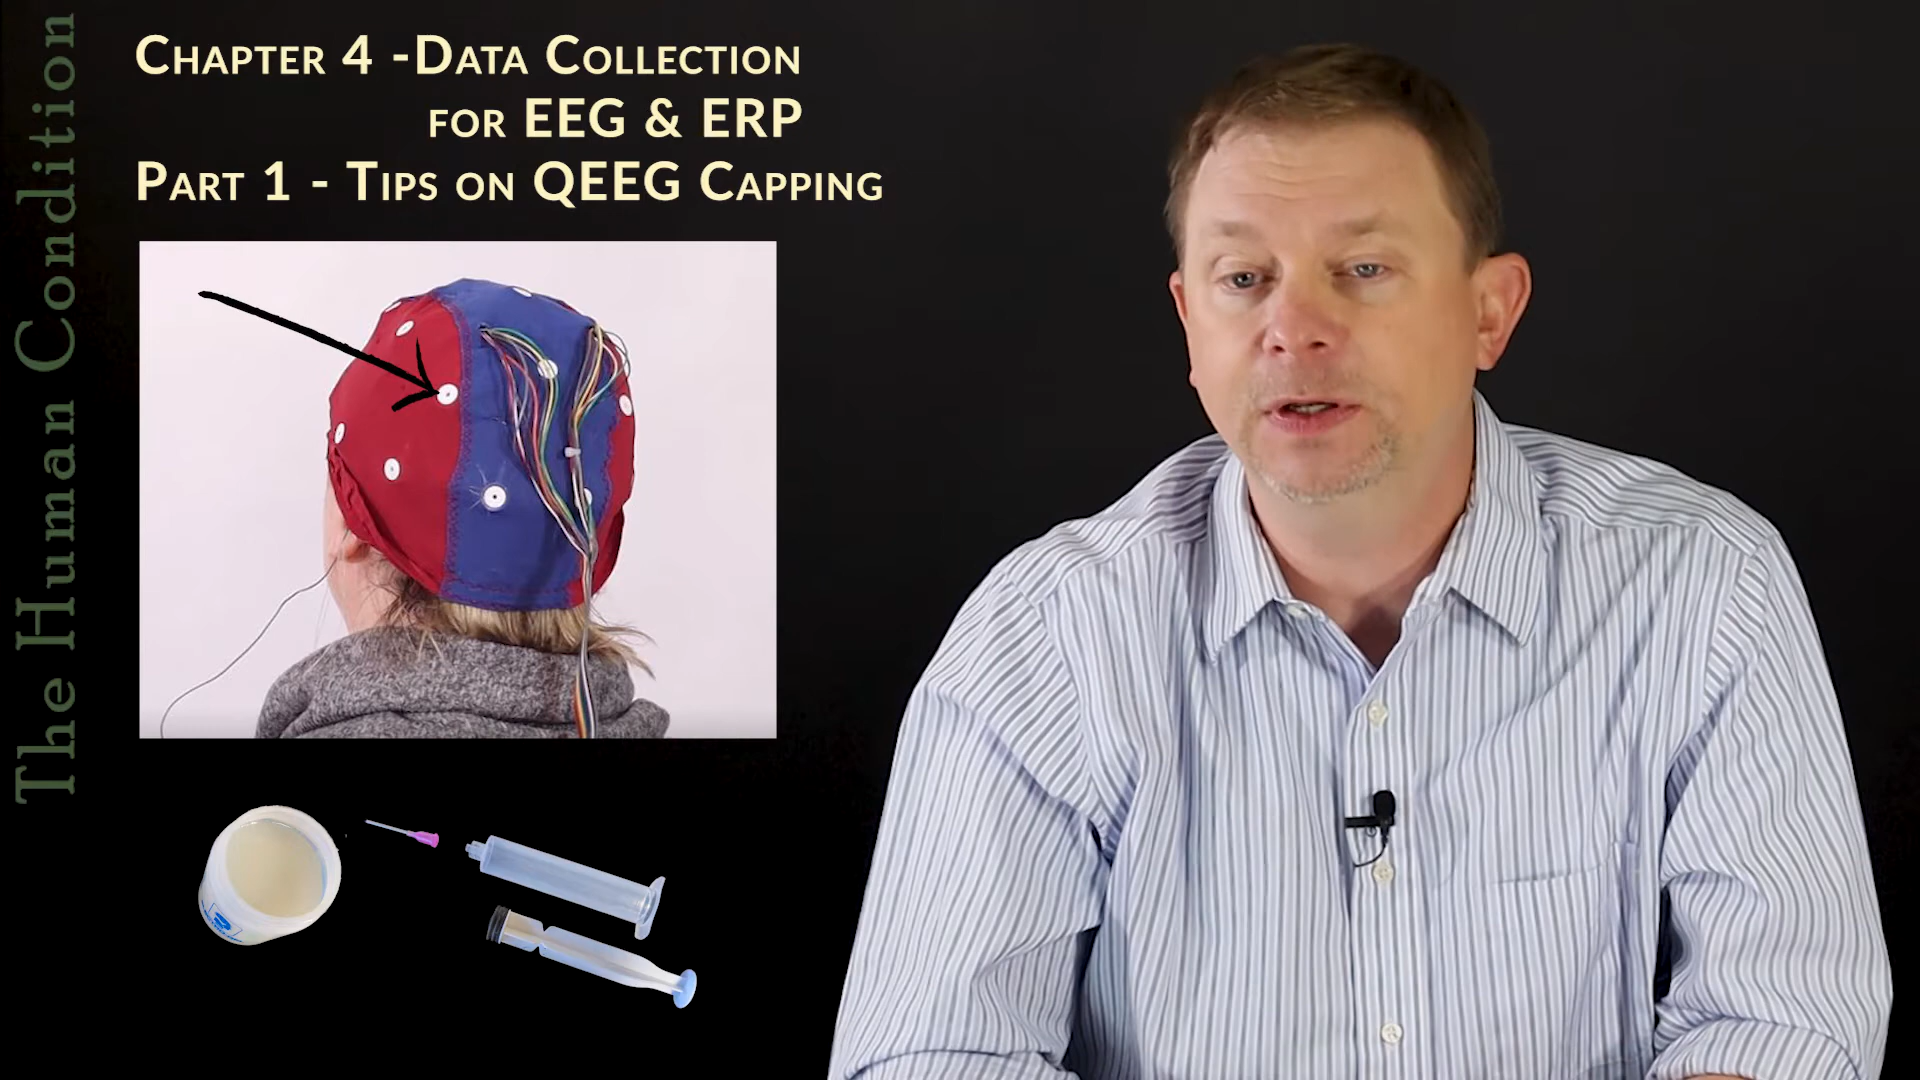 The Human Condition
Chapter 4 -Data Collection
for EEG & ERP
Part 1 - Tips on QEEG Capping